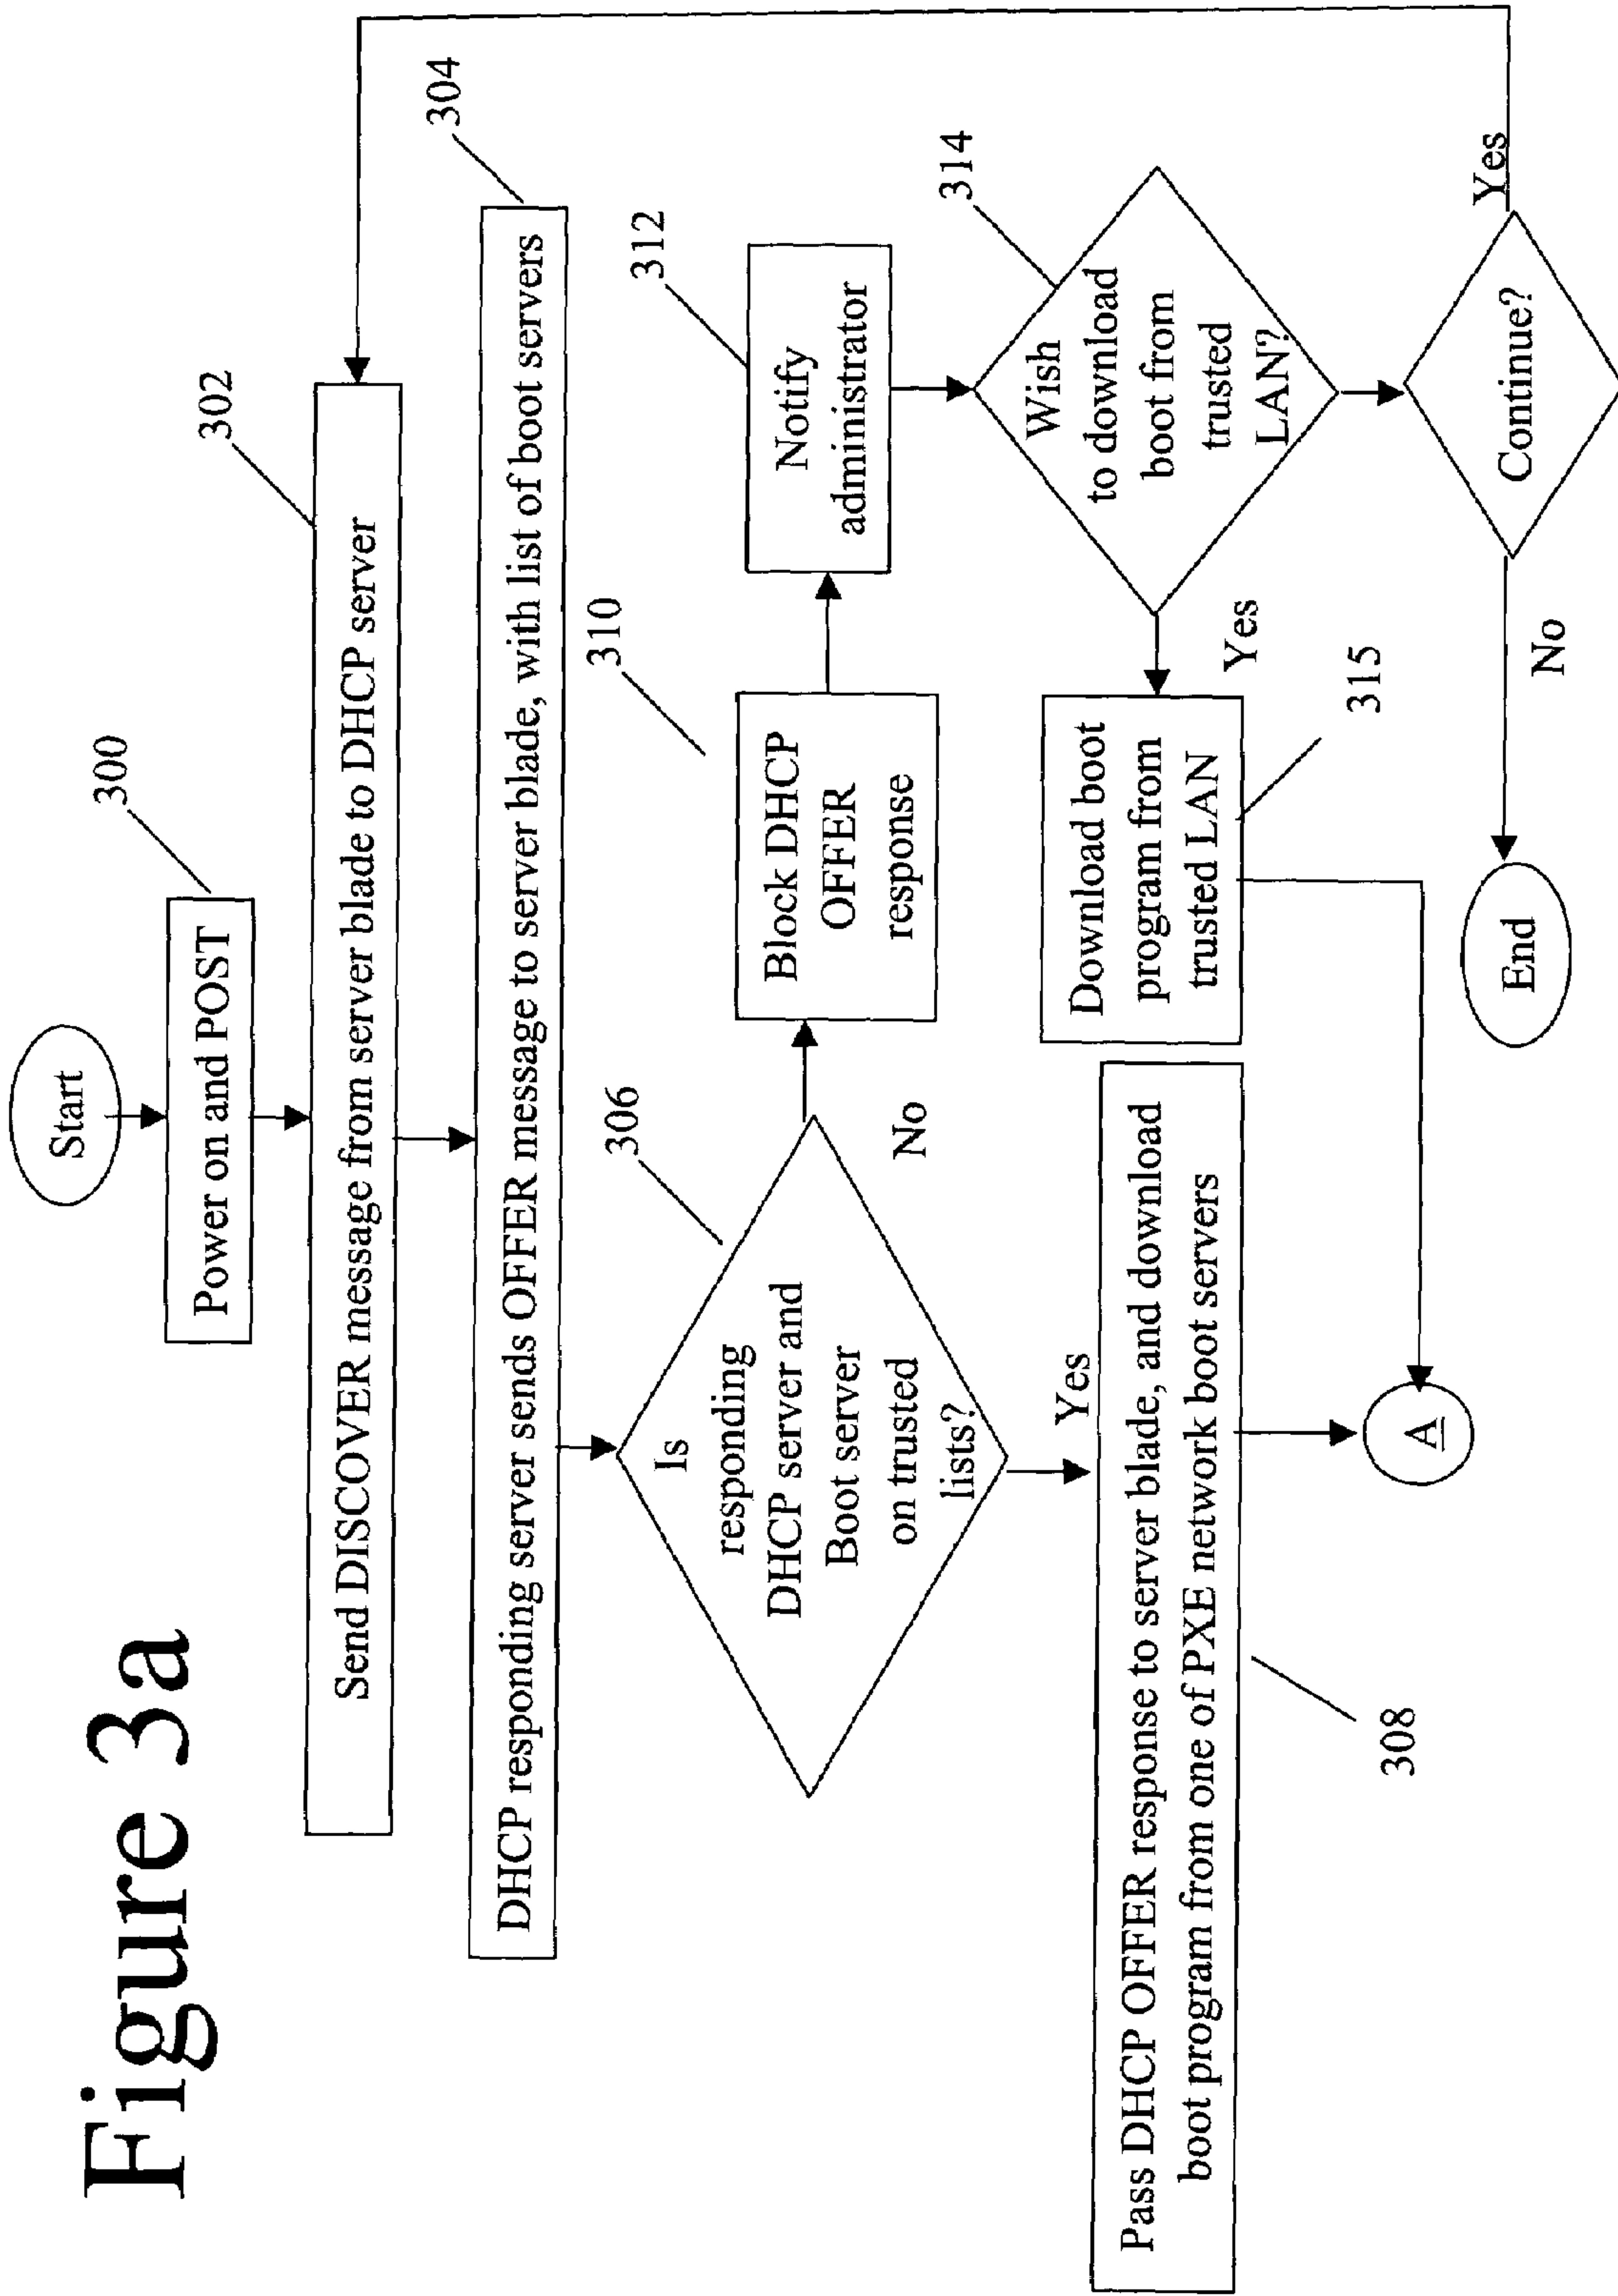 Figure 3a
Start
300
Power on and POST
302
Send DISCOVER message from server blade to DHCP server
304
DHCP responding server sends OFFER message to server blade, with list of boot servers
306
Is
responding
DHCP server and
Boot server
on trusted
lists?
No
310
Block DHCP
OFFER
response
312
Notify
administrator
314
Wish
to download
boot from
trusted
LAN?
Yes
Download boot
program from
trusted LAN
315
Yes
Pass DHCP OFFER response to server blade, and download
boot program from one of PXE network boot servers
308
A
Continue?
Yes
No
End